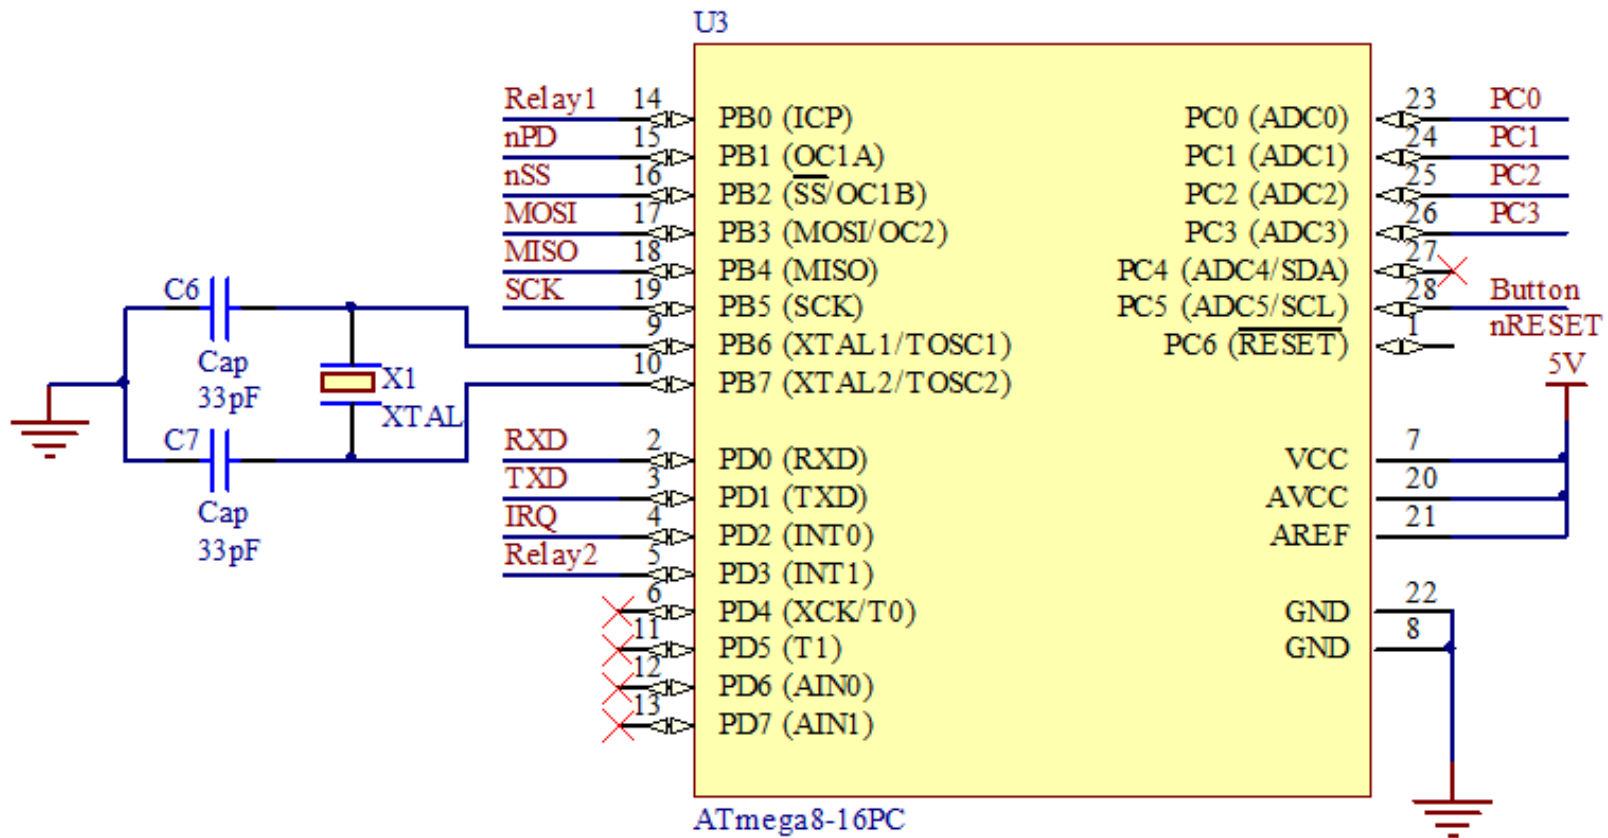 U3
Relay1 14 PB0 (ICP) PC0 (ADC0) 23 PC0
nPD 15 PB1 (OC1A) PC1 (ADC1) 24 PC1
nSS 16 PB2 (SS/OC1B) PC2 (ADC2) 25 PC2
MOSI 17 PB3 (MOSI/OC2) PC3 (ADC3) 26 PC3
MISO 18 PB4 (MISO) PC4 (ADC4/SDA) 27
SCK 19 PB5 (SCK) PC5 (ADC5/SCL) 28 Button
9 PB6 (XTAL1/TOSC1) PC6 (RESET) 1 nRESET
10 PB7 (XTAL2/TOSC2)
5V
C6
Cap
33pF
X1
XTAL
C7
Cap
33pF
RXD 2 PD0 (RXD) VCC 7
TXD 3 PD1 (TXD) AVCC 20
IRQ 4 PD2 (INT0) AREF 21
Relay2 5 PD3 (INT1)
6 PD4 (XCK/T0) GND 22
11 PD5 (T1) GND 8
12 PD6 (AIN0)
13 PD7 (AIN1)
ATmega8-16PC